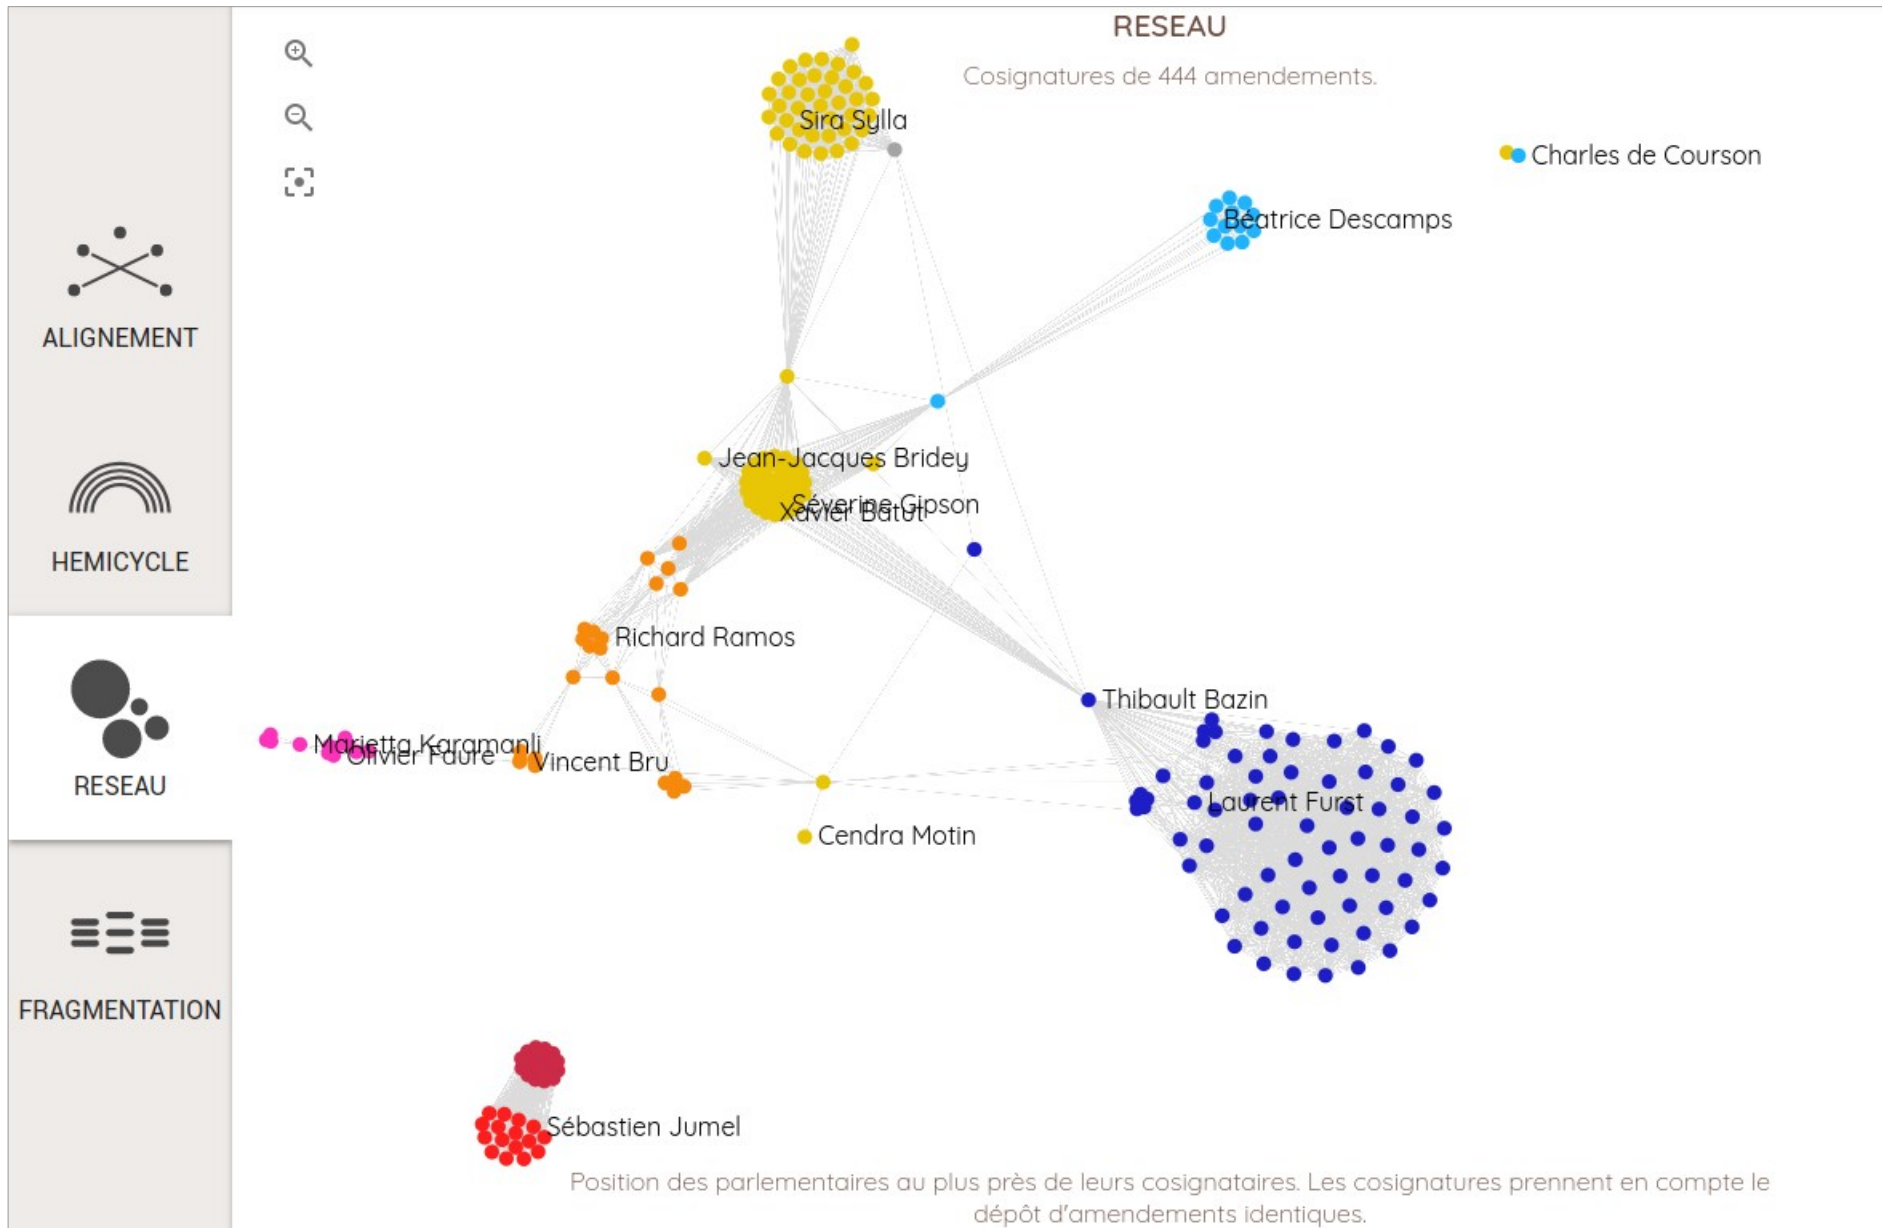 RESEAU
Cosignatures de 444 amendements.
Sira Sylla
Charles de Courson
Béatrice Descamps
ALIGNEMENT
Jean-Jacques Bridey
Séverine Gipson
Xavier Batut
HEMICYCLE
Richard Ramos
Thibault Bazin
Marietta Karamanli
Olivier Faure
Vincent Bru
RESEAU
Laurent Furst
Cendra Motin
FRAGMENTATION
Sébastien Jumel
Position des parlementaires au plus près de leurs cosignataires. Les cosignatures prennent en compte le
dépôt d'amendements identiques.